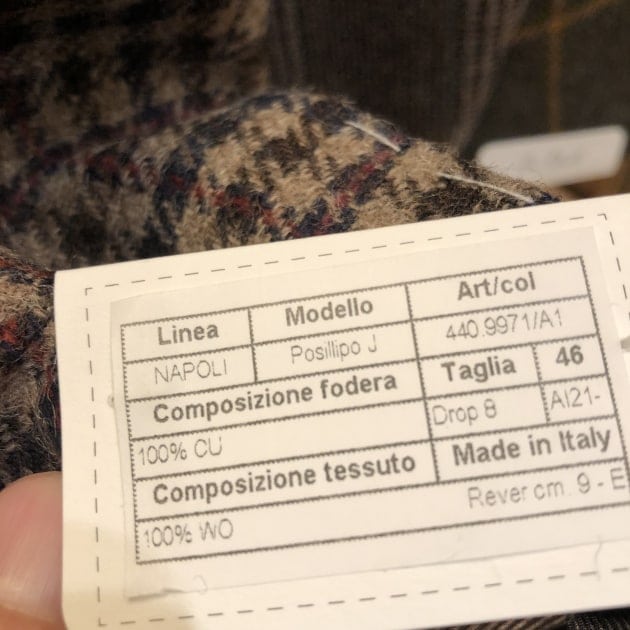 Linea Modello Art/col
NAPOLI Posillipo J 440.9971/A1
Composizione fodera Taglia 46
100% CU Drop 8 AI21-
Composizione tessuto Made in Italy
100% WO Rever cm. 9 - E